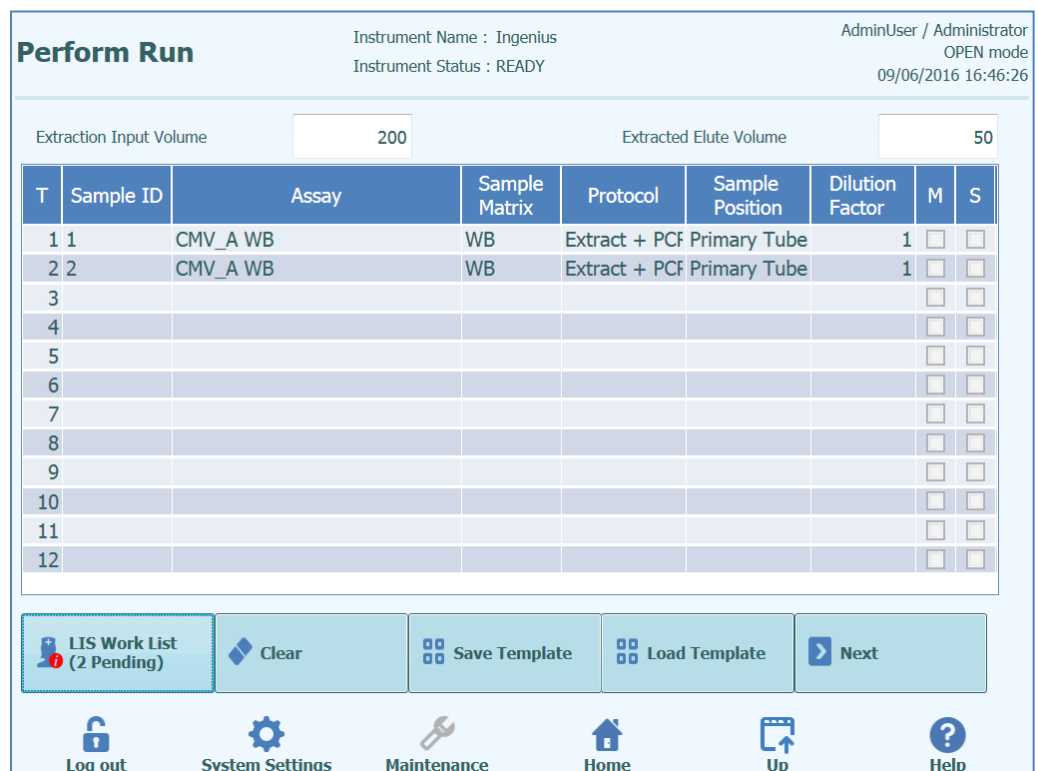 Perform Run
Instrument Name : Ingenius
Instrument Status : READY
AdminUser / Administrator
OPEN mode
09/06/2016 16:46:26
Extraction Input Volume 200 Extracted Elute Volume 50
T Sample ID Assay Sample Matrix Protocol Sample Position Dilution Factor M S
1 1 CMV_A WB WB Extract + PCF Primary Tube 1
2 2 CMV_A WB WB Extract + PCF Primary Tube 1
3
4
5
6
7
8
9
10
11
12
LIS Work List
(2 Pending)
Clear
Save Template
Load Template
Next
Log out System Settings Maintenance Home Up Help